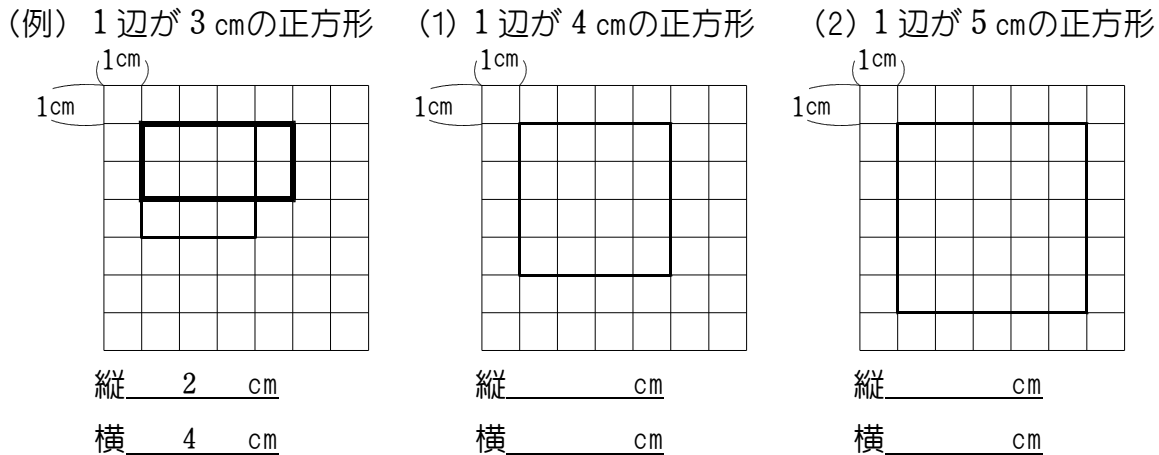 (例) 1辺が3㎝の正方形
(1) 1辺が4㎝の正方形
(2) 1辺が5㎝の正方形
1cm
1cm
1cm
1cm
1cm
1cm
縦 2 cm
縦 cm
縦 cm
横 4 cm
横 cm
横 cm